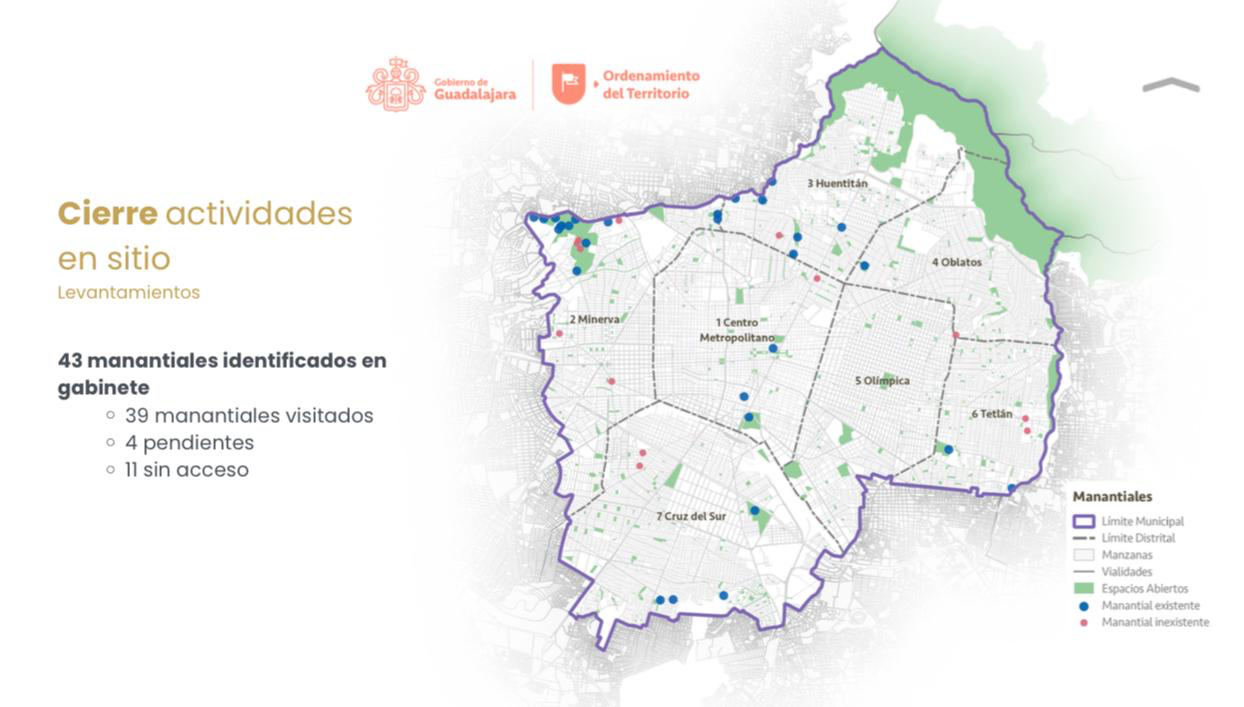 Gobierno de
Guadalajara
Ordenamiento
del Territorio
Cierre actividades
en sitio
Levantamientos
43 manantiales identificados en
gabinete
39 manantiales visitados
4 pendientes
11 sin acceso
3 Huentitán
4 Oblatos
2 Minerva
1 Centro
Metropolitano
5 Olímpica
6 Tetlán
7 Cruz del Sur
Manantiales
Límite Municipal
Límite Distrital
Manzanas
Vialidades
Espacios Abiertos
Manantial existente
Manantial inexistente